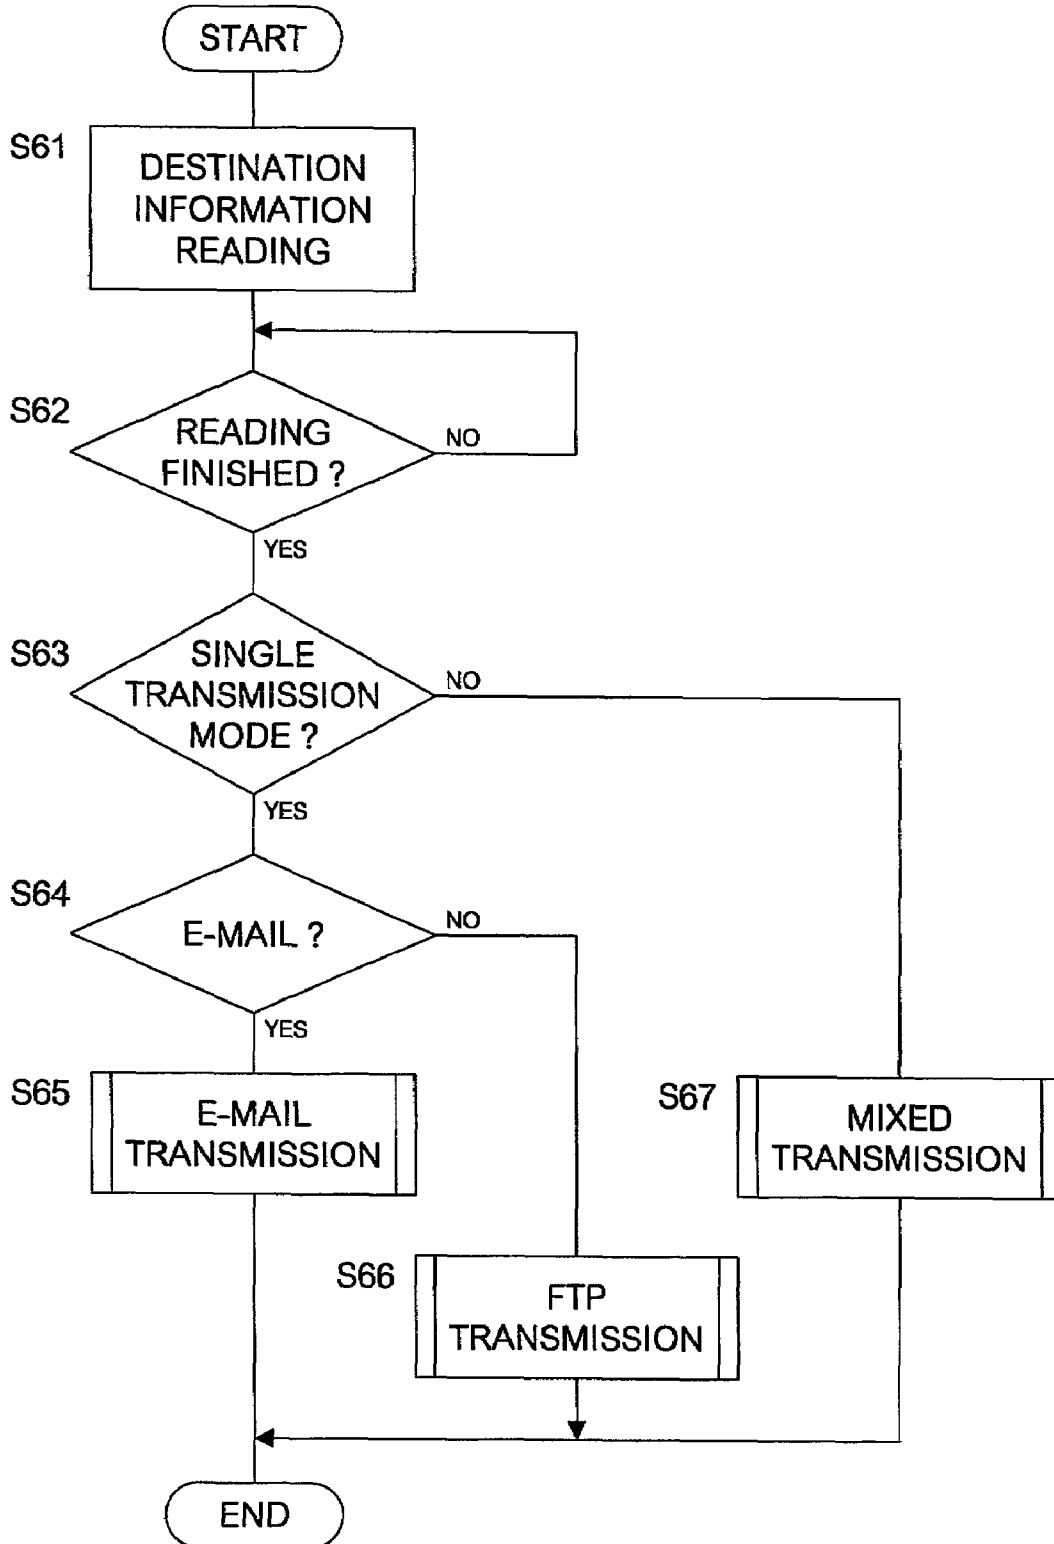 START
S61
DESTINATION
INFORMATION
READING
S62
READING
FINISHED ?
NO
YES
S63
SINGLE
TRANSMISSION
MODE ?
NO
YES
S64
E-MAIL ?
NO
YES
S65
E-MAIL
TRANSMISSION
S67
MIXED
TRANSMISSION
S66
FTP
TRANSMISSION
END